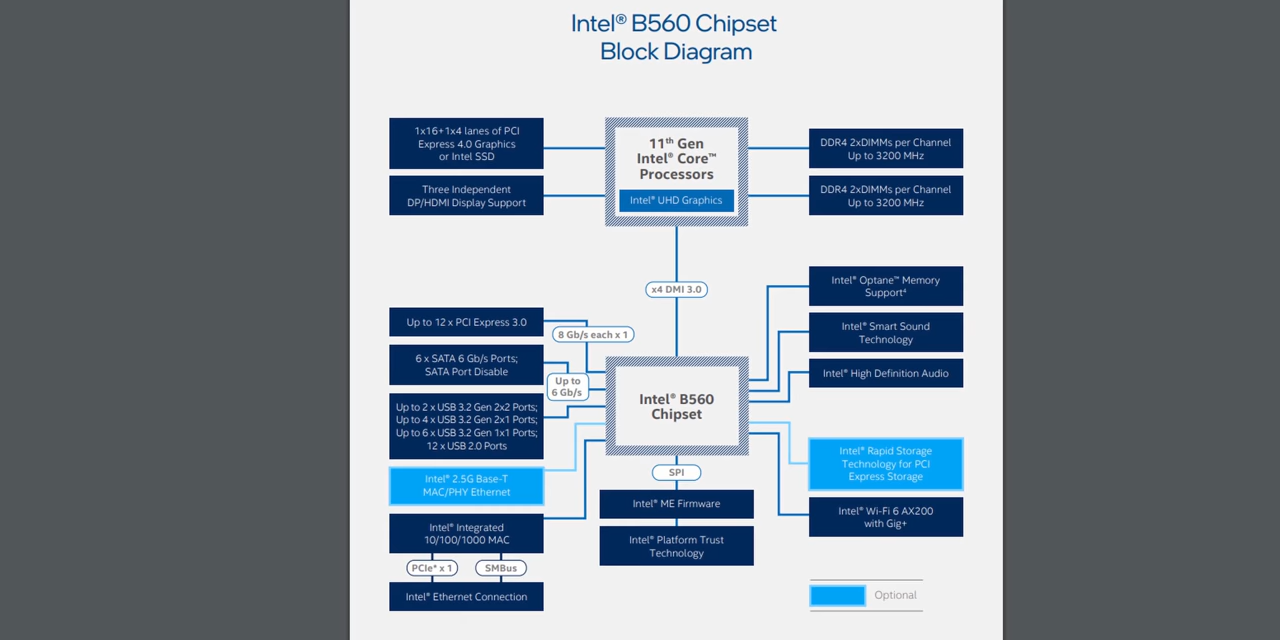 Intel® B560 Chipset
Block Diagram
1x16+1x4 lanes of PCI
Express 4.0 Graphics
or Intel SSD
Three Independent
DP/HDMI Display Support
11th Gen
Intel® Core™
Processors
Intel® UHD Graphics
DDR4 2xDIMMs per Channel
Up to 3200 MHz
DDR4 2xDIMMs per Channel
Up to 3200 MHz
x4 DMI 3.0
Up to 12 x PCI Express 3.0
8 Gb/s each x 1
6 x SATA 6 Gb/s Ports;
SATA Port Disable
Up to
6 Gb/s
Up to 2 x USB 3.2 Gen 2x2 Ports;
Up to 4 x USB 3.2 Gen 2x1 Ports;
Up to 6 x USB 3.2 Gen 1x1 Ports;
12 x USB 2.0 Ports
Intel® 2.5G Base-T
MAC/PHY Ethernet
Intel® Integrated
10/100/1000 MAC
PCIe* x 1
SMBus
Intel® Ethernet Connection
Intel® B560
Chipset
SPI
Intel® ME Firmware
Intel® Platform Trust
Technology
Intel® Optane™ Memory
Support⁴
Intel® Smart Sound
Technology
Intel® High Definition Audio
Intel® Rapid Storage
Technology for PCI
Express Storage
Intel® Wi-Fi 6 AX200
with Gig+
Optional